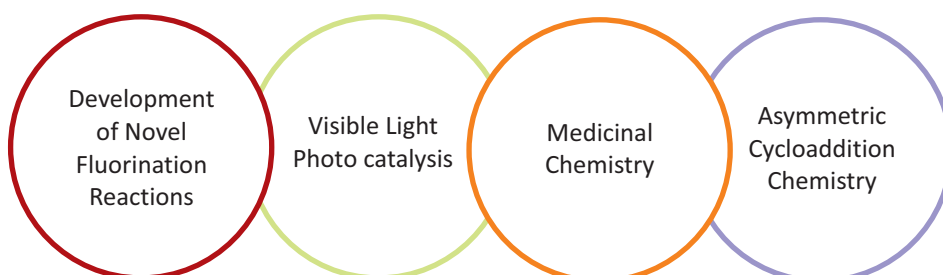 Development
of Novel
Fluorination
Reactions
Visible Light
Photo catalysis
Medicinal
Chemistry
Asymmetric
Cycloaddition
Chemistry